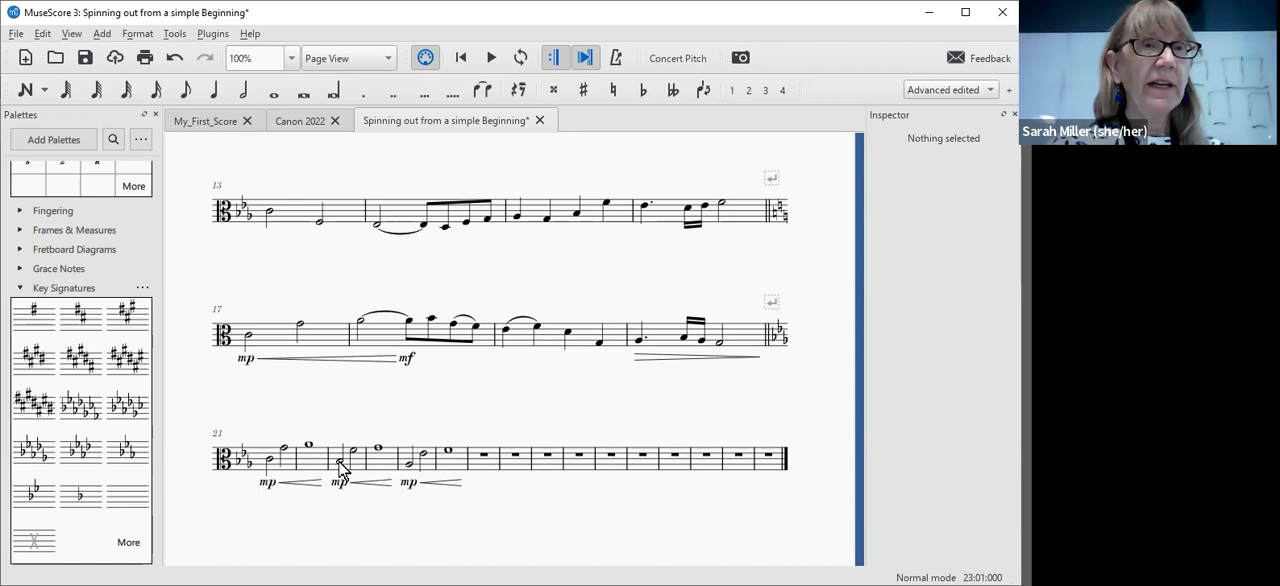 MuseScore 3: Spinning out from a simple Beginning*
File Edit View Add Format Tools Plugins Help
100% Page View Concert Pitch Feedback
1 2 3 4 Advanced edited +
Palettes
Add Palettes ...
More
Fingering
Frames & Measures
Fretboard Diagrams
Grace Notes
Key Signatures ...
More
My_First_Score Canon 2022 Spinning out from a simple Beginning*
13
17
mp mf
21
mp mp mp
Inspector
Nothing selected
Sarah Miller (she/her)
Normal mode 23:01:000